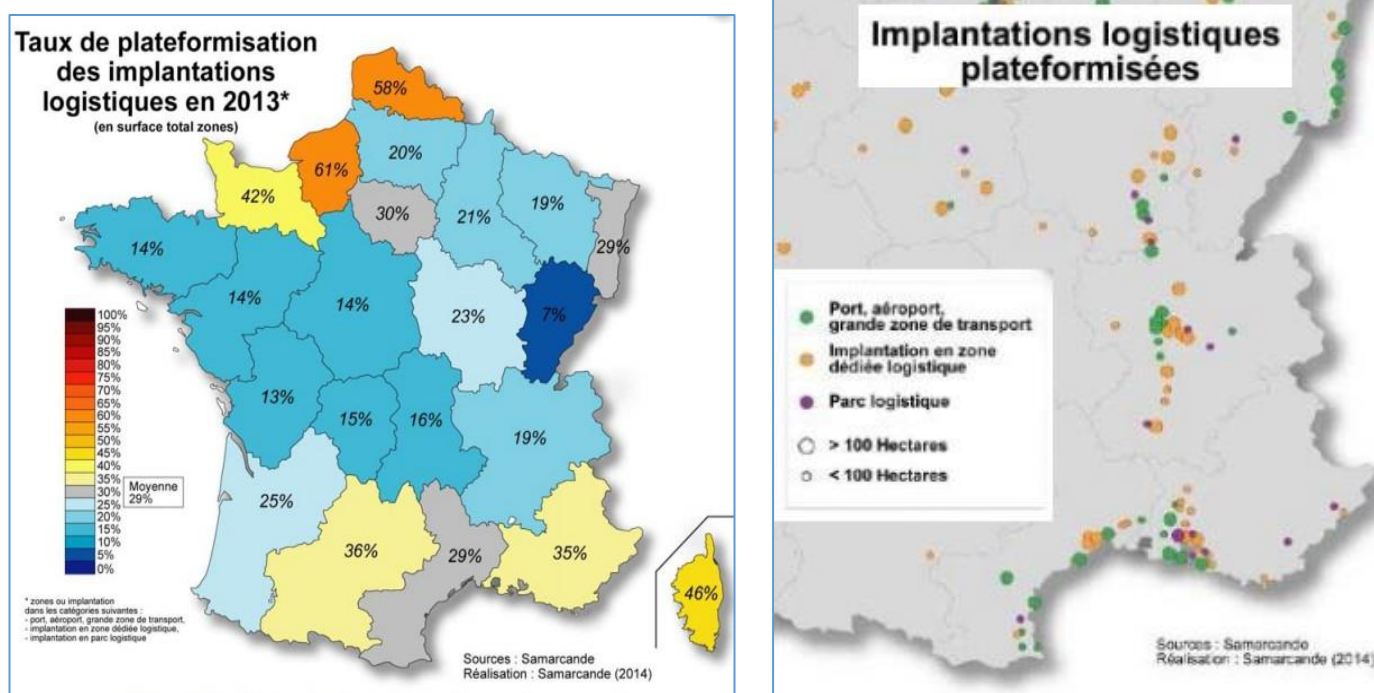 Taux de plateformisation
des implantations
logistiques en 2013*
(en surface total zones)
58%
61%
20%
42%
30%
21%
19%
29%
14%
14%
14%
23%
7%
13%
15%
16%
19%
25%
36%
29%
35%
46%
100%
95%
90%
85%
80%
75%
70%
65%
60%
55%
50%
45%
40%
35%
30%
25%
20%
15%
10%
5%
0%
Moyenne
29%
* zones ou implantation
dans les catégories suivantes :
- port, aéroport, grande zone de transport,
- implantation en zone dédiée logistique,
- implantation en parc logistique
Sources : Samarcande
Réalisation : Samarcande (2014)
Implantations logistiques
plateformisées
Port, aéroport,
grande zone de transport
Implantation en zone
dédiée logistique
Parc logistique
> 100 Hectares
< 100 Hectares
Sources : Samarcande
Réalisation : Samarcande (2014)